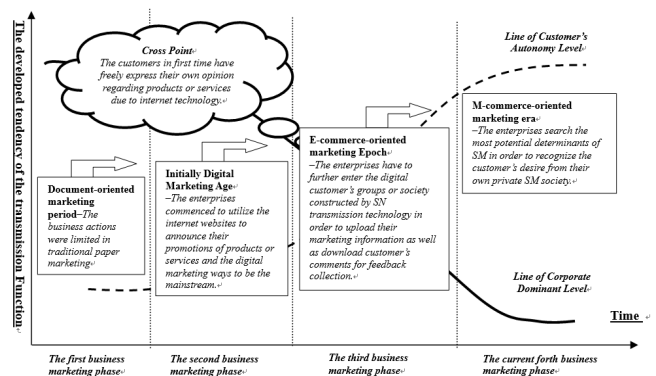 The developed tendency of the transmission Function
Cross Point
The customers in first time have
freely express their own opinion
regarding products or services
due to internet technology.
Line of Customer's
Autonomy Level
Document-oriented
marketing
period–The
business actions
were limited in
traditional paper
marketing
Initially Digital
Marketing Age
–The enterprises
commenced to utilize the
internet websites to
announce their
promotions of products or
services and the digital
marketing ways to be the
mainstream.
E-commerce-oriented
marketing Epoch
–The enterprises have to
further enter the digital
customer's groups or society
constructed by SN
transmission technology in
order to upload their
marketing information as well
as download customer's
comments for feedback
collection.
M-commerce-oriented
marketing era
–The enterprises search the
most potential determinants of
SM in order to recognize the
customer's desire from their
own private SM society.
Line of Corporate
Dominant Level
Time
The first business
marketing phase
The second business
marketing phase
The third business
marketing phase
The current forth business
marketing phase